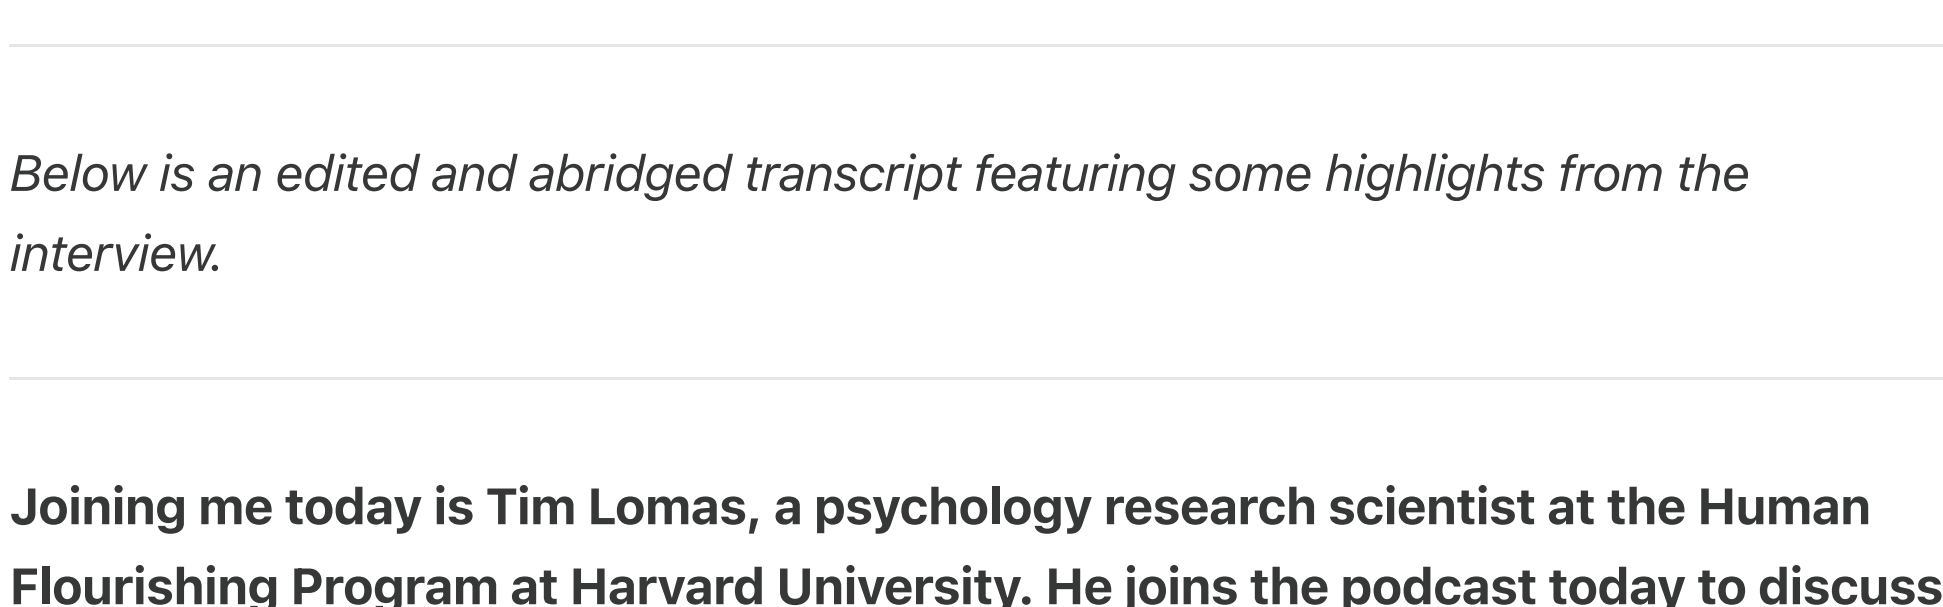 Below is an edited and abridged transcript featuring some highlights from the
interview.
Joining me today is Tim Lomas, a psychology research scientist at the Human
Flourishing Program at Harvard University. He joins the podcast today to discuss